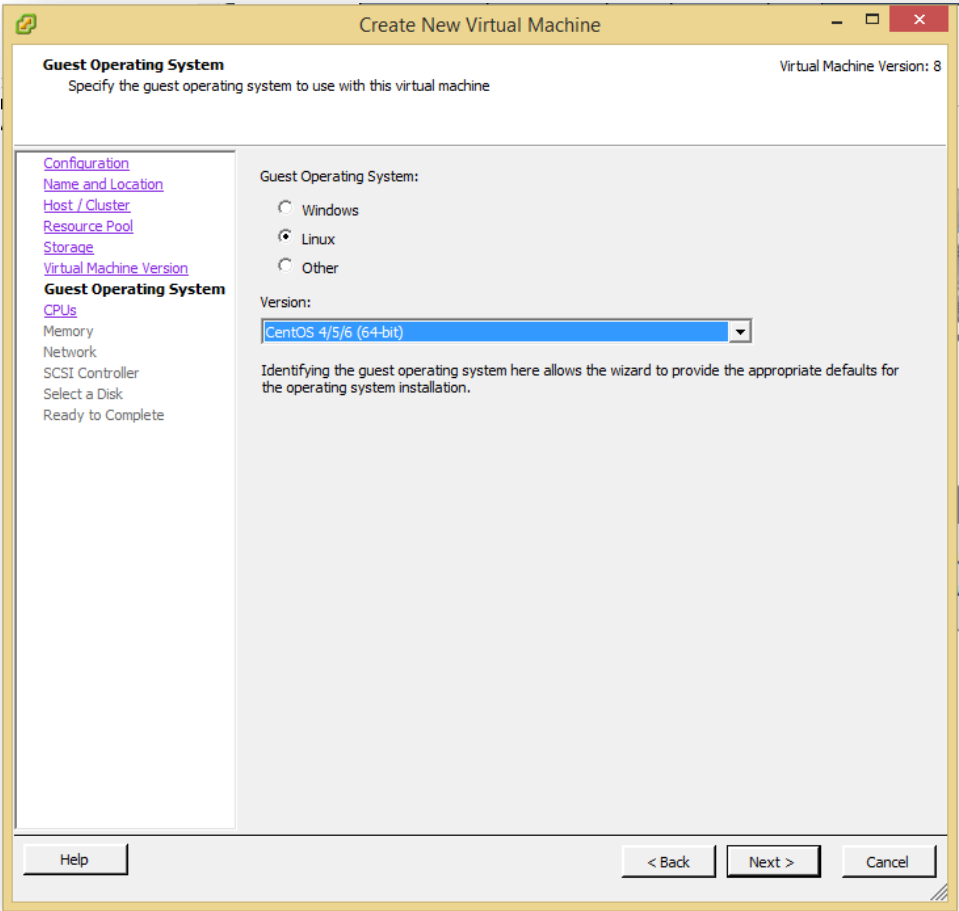 Create New Virtual Machine
Guest Operating System
Virtual Machine Version: 8
Specify the guest operating system to use with this virtual machine
Configuration
Name and Location
Host / Cluster
Resource Pool
Storage
Virtual Machine Version
Guest Operating System
CPUs
Memory
Network
SCSI Controller
Select a Disk
Ready to Complete
Guest Operating System:
Windows
Linux
Other
Version:
CentOS 4/5/6 (64-bit)
Identifying the guest operating system here allows the wizard to provide the appropriate defaults for
the operating system installation.
Help
< Back
Next >
Cancel